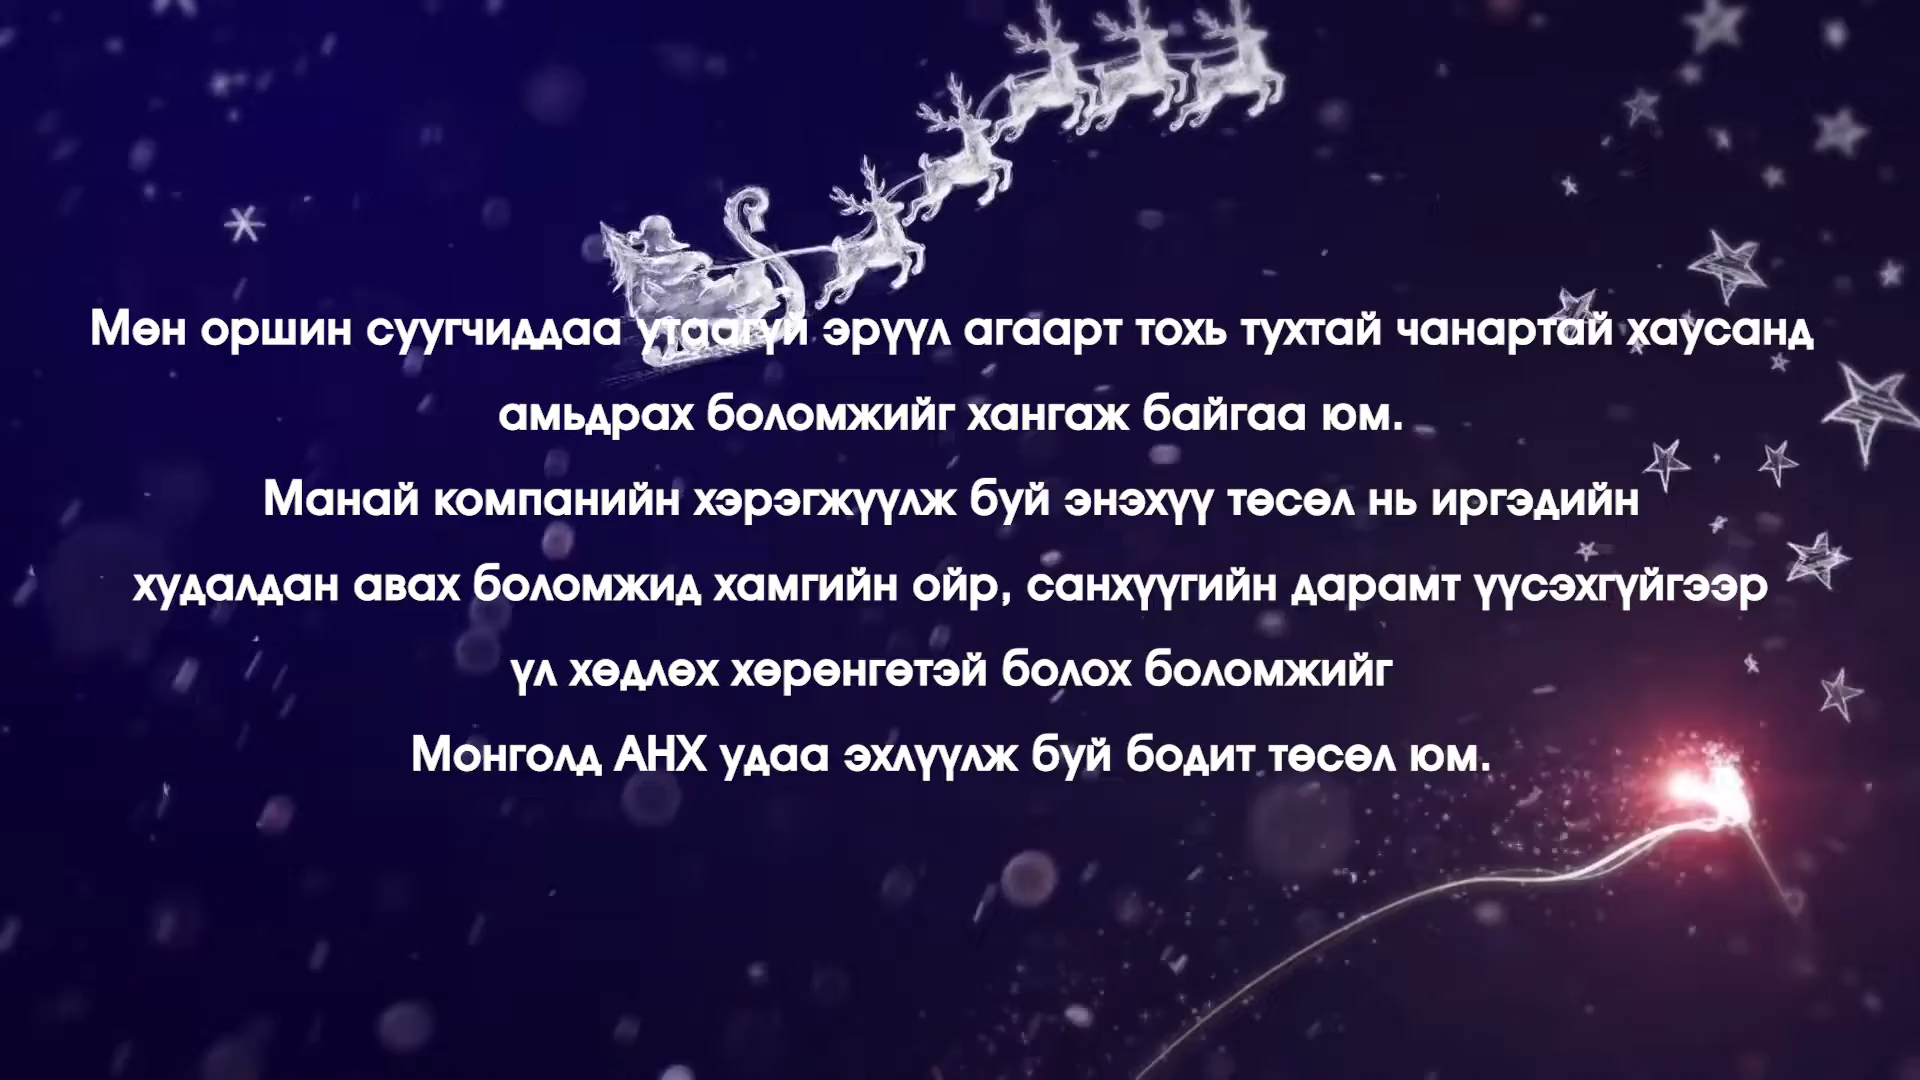 Мөн оршин суугчиддаа утаагүй эрүүл агаарт тохь тухтай чанартай хаусанд
амьдрах боломжийг хангаж байгаа юм.
Манай компанийн хэрэгжүүлж буй энэхүү төсөл нь иргэдийн
худалдан авах боломжид хамгийн ойр, санхүүгийн дарамт үүсэхгүйгээр
үл хөдлөх хөрөнгөтэй болох боломжийг
Монголд АНХ удаа эхлүүлж буй бодит төсөл юм.